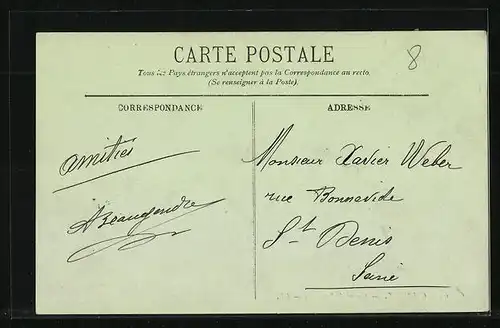 CARTE POSTALE
8
Tous les Pays étrangers n'acceptent pas la Correspondance au recto.
(Se renseigner à la Poste).
CORRESPONDANCE
ADRESSE
amitiés
ABeaugendre
Monsieur Xavier Weber
rue Bonnevide
St Denis
Seine